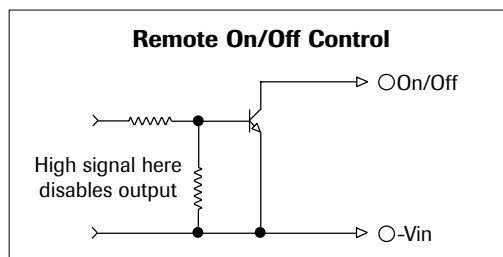 Remote On/Off Control
On/Off
High signal here
disables output
-Vin